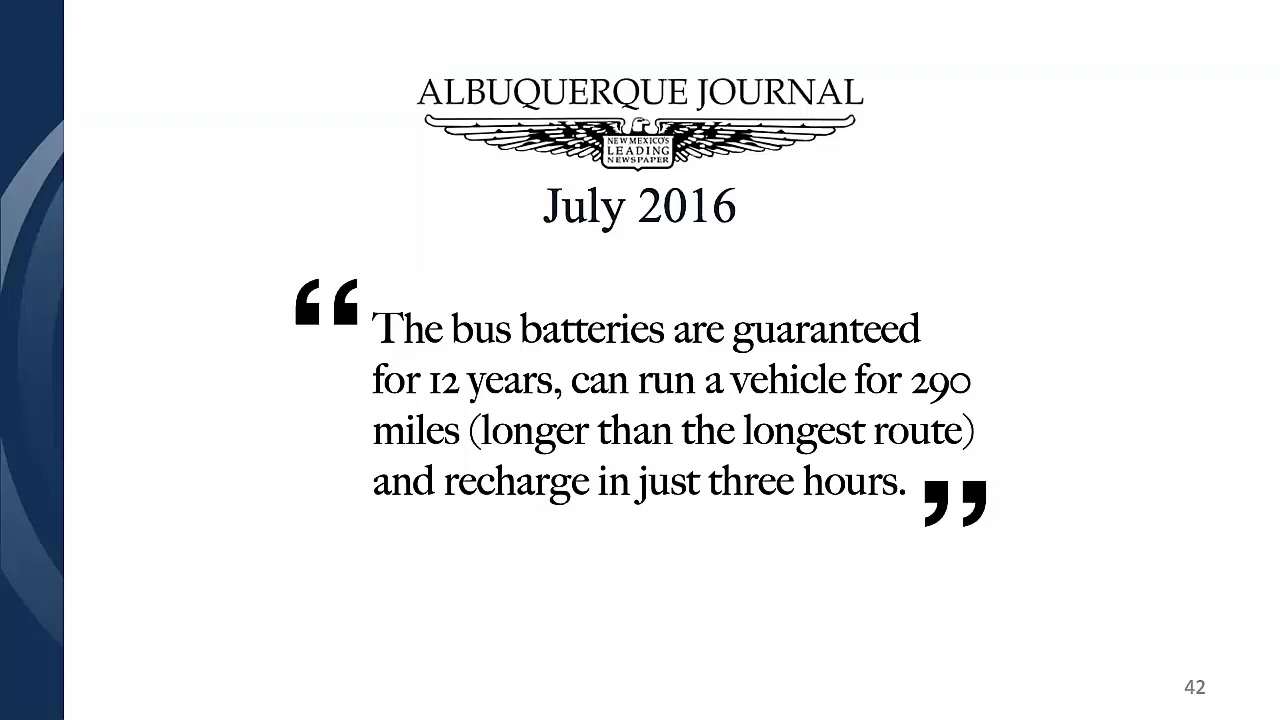 ALBUQUERQUE JOURNAL
NEW MEXICO'S
LEADING
NEWSPAPER
July 2016
“The bus batteries are guaranteed
for 12 years, can run a vehicle for 290
miles (longer than the longest route)
and recharge in just three hours.”
42